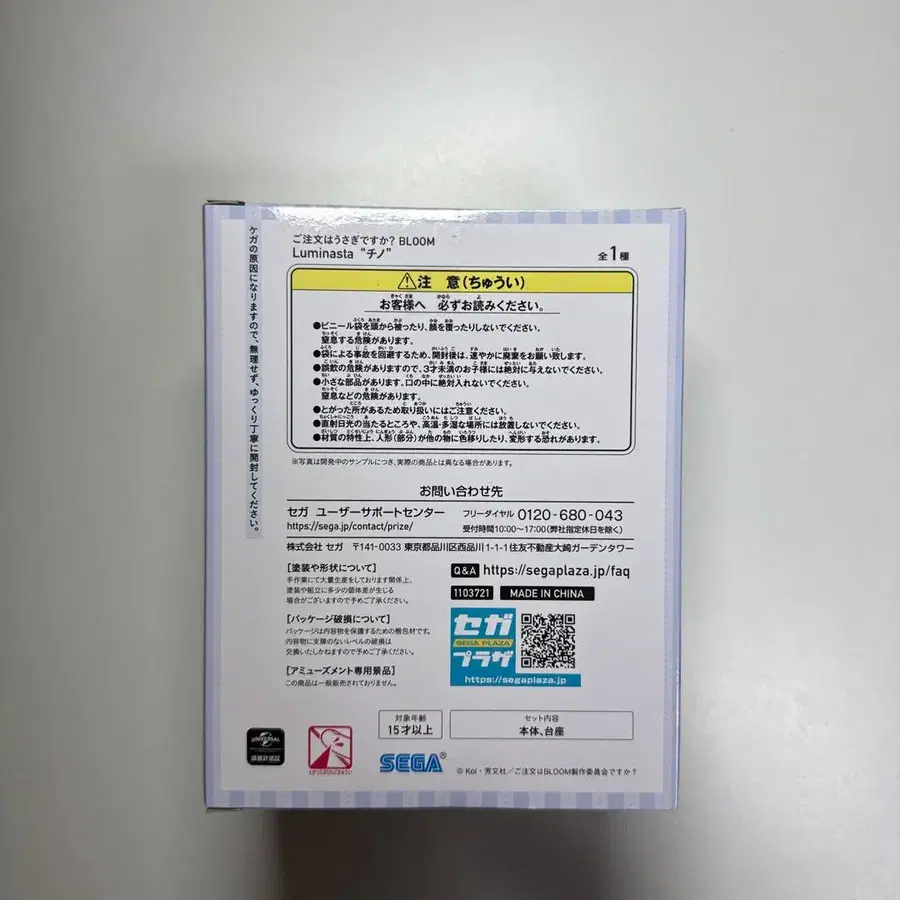 ケガの原因になりますので、無理せず、ゆっくり丁寧に開封してください。
ご注文はうさぎですか? BLOOM
Luminasta “チノ”
全1種
注 意(ちゅうい)
お客様へ 必ずお読みください。
●ビニール袋を頭から被ったり、顔を覆ったりしないでください。
窒息する危険があります。
●袋による事故を回避するため、開封後は、速やかに廃棄をお願い致します。
●誤飲の危険がありますので、3才未満のお子様には絶対に与えないでください。
●小さな部品があります。口の中に絶対入れないでください。
窒息などの危険があります。
●とがった所があるため取り扱いにはご注意ください。
●直射日光の当たるところや、高温・多湿な場所には放置しないでください。
●材質の特性上、人形(部分)が他の物に色移りしたり、変形する恐れがあります。
※写真は開発中のサンプルにつき、実際の商品とは異なる場合があります。
お問い合わせ先
セガ ユーザーサポートセンター
https://sega.jp/contact/prize/
フリーダイヤル 0120-680-043
受付時間10:00～17:00(弊社指定休日を除く)
株式会社 セガ 〒141-0033 東京都品川区西品川1-1-1住友不動産大崎ガーデンタワー
[塗装や形状について]
手作業にて大量生産をしております関係上、
塗装や組立に多少の個体差が生じる
場合がございますので予めご了承ください。
[パッケージ破損について]
パッケージは内容物を保護するための梱包材です。
内容物に支障のないレベルの破損は
交換いたしかねますので予めご了承ください。
[アミューズメント専用景品]
この商品は一般販売されておりません。
Q&A https://segaplaza.jp/faq
1103721 MADE IN CHINA
セガ
SEGA PLAZA
プラザ
https://segaplaza.jp
対象年齢
15才以上
セット内容
本体、台座
UNIVERSAL
SEGA®
© Koi・芳文社/ご注文はBLOOM製作委員会ですか?